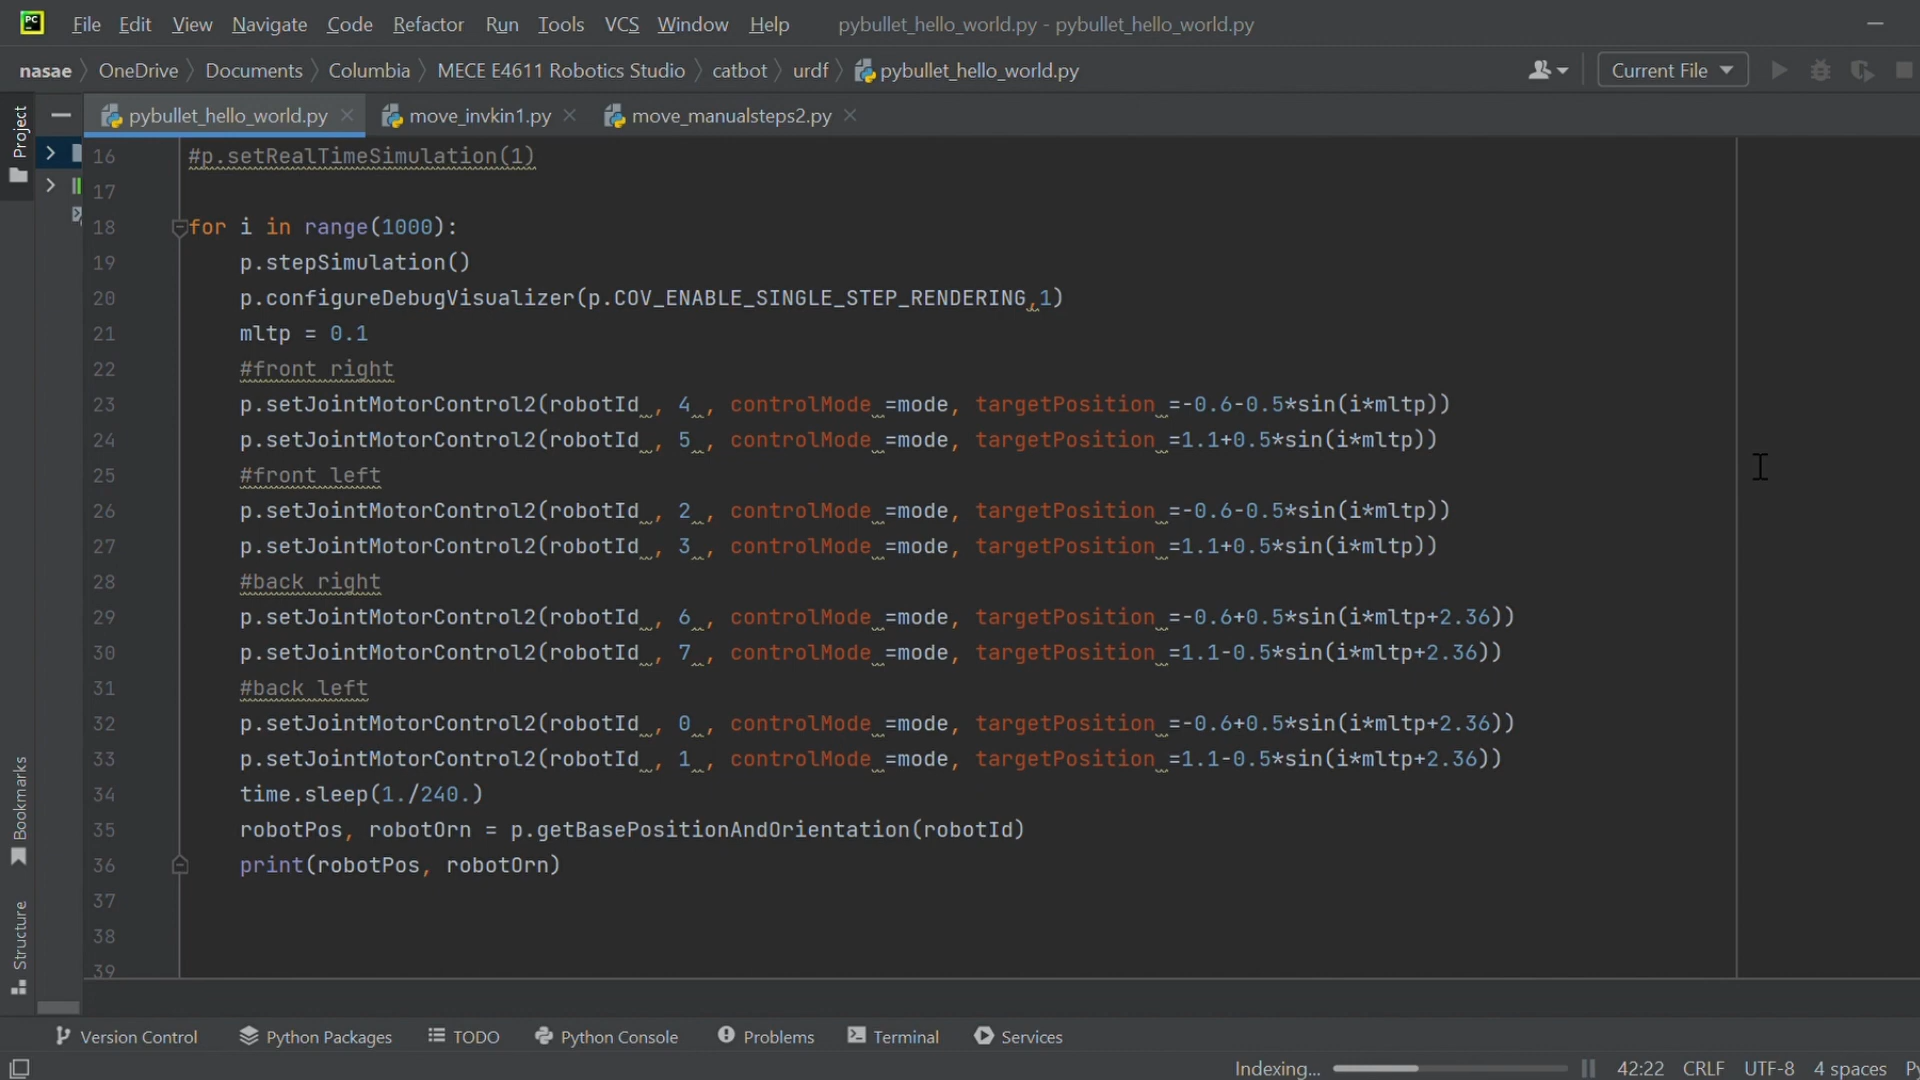 PC File Edit View Navigate Code Refactor Run Tools VCS Window Help pybullet_hello_world.py - pybullet_hello_world.py
nasae OneDrive Documents Columbia MECE E4611 Robotics Studio catbot urdf pybullet_hello_world.py Current File
Project
pybullet_hello_world.py move_invkin1.py move_manualsteps2.py
16 #p.setRealTimeSimulation(1)
17
18 for i in range(1000):
19 p.stepSimulation()
20 p.configureDebugVisualizer(p.COV_ENABLE_SINGLE_STEP_RENDERING,1)
21 mltp = 0.1
22 #front right
23 p.setJointMotorControl2(robotId , 4 , controlMode =mode, targetPosition =-0.6-0.5*sin(i*mltp))
24 p.setJointMotorControl2(robotId , 5 , controlMode =mode, targetPosition =1.1+0.5*sin(i*mltp))
25 #front left
26 p.setJointMotorControl2(robotId , 2 , controlMode =mode, targetPosition =-0.6-0.5*sin(i*mltp))
27 p.setJointMotorControl2(robotId , 3 , controlMode =mode, targetPosition =1.1+0.5*sin(i*mltp))
28 #back right
29 p.setJointMotorControl2(robotId , 6 , controlMode =mode, targetPosition =-0.6+0.5*sin(i*mltp+2.36))
30 p.setJointMotorControl2(robotId , 7 , controlMode =mode, targetPosition =1.1-0.5*sin(i*mltp+2.36))
31 #back left
32 p.setJointMotorControl2(robotId , 0 , controlMode =mode, targetPosition =-0.6+0.5*sin(i*mltp+2.36))
33 p.setJointMotorControl2(robotId , 1 , controlMode =mode, targetPosition =1.1-0.5*sin(i*mltp+2.36))
34 time.sleep(1./240.)
35 robotPos, robotOrn = p.getBasePositionAndOrientation(robotId)
36 print(robotPos, robotOrn)
37
38
39
Bookmarks
Structure
Version Control Python Packages TODO Python Console Problems Terminal Services
Indexing... 42:22 CRLF UTF-8 4 spaces